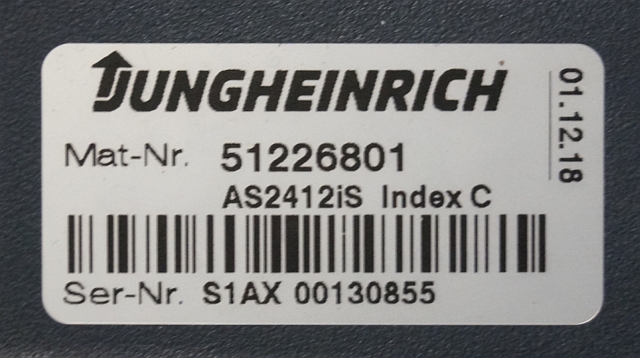 JUNGHEINRICH
Mat-Nr. 51226801
AS2412iS Index C
Ser-Nr. S1AX 00130855
01.12.18